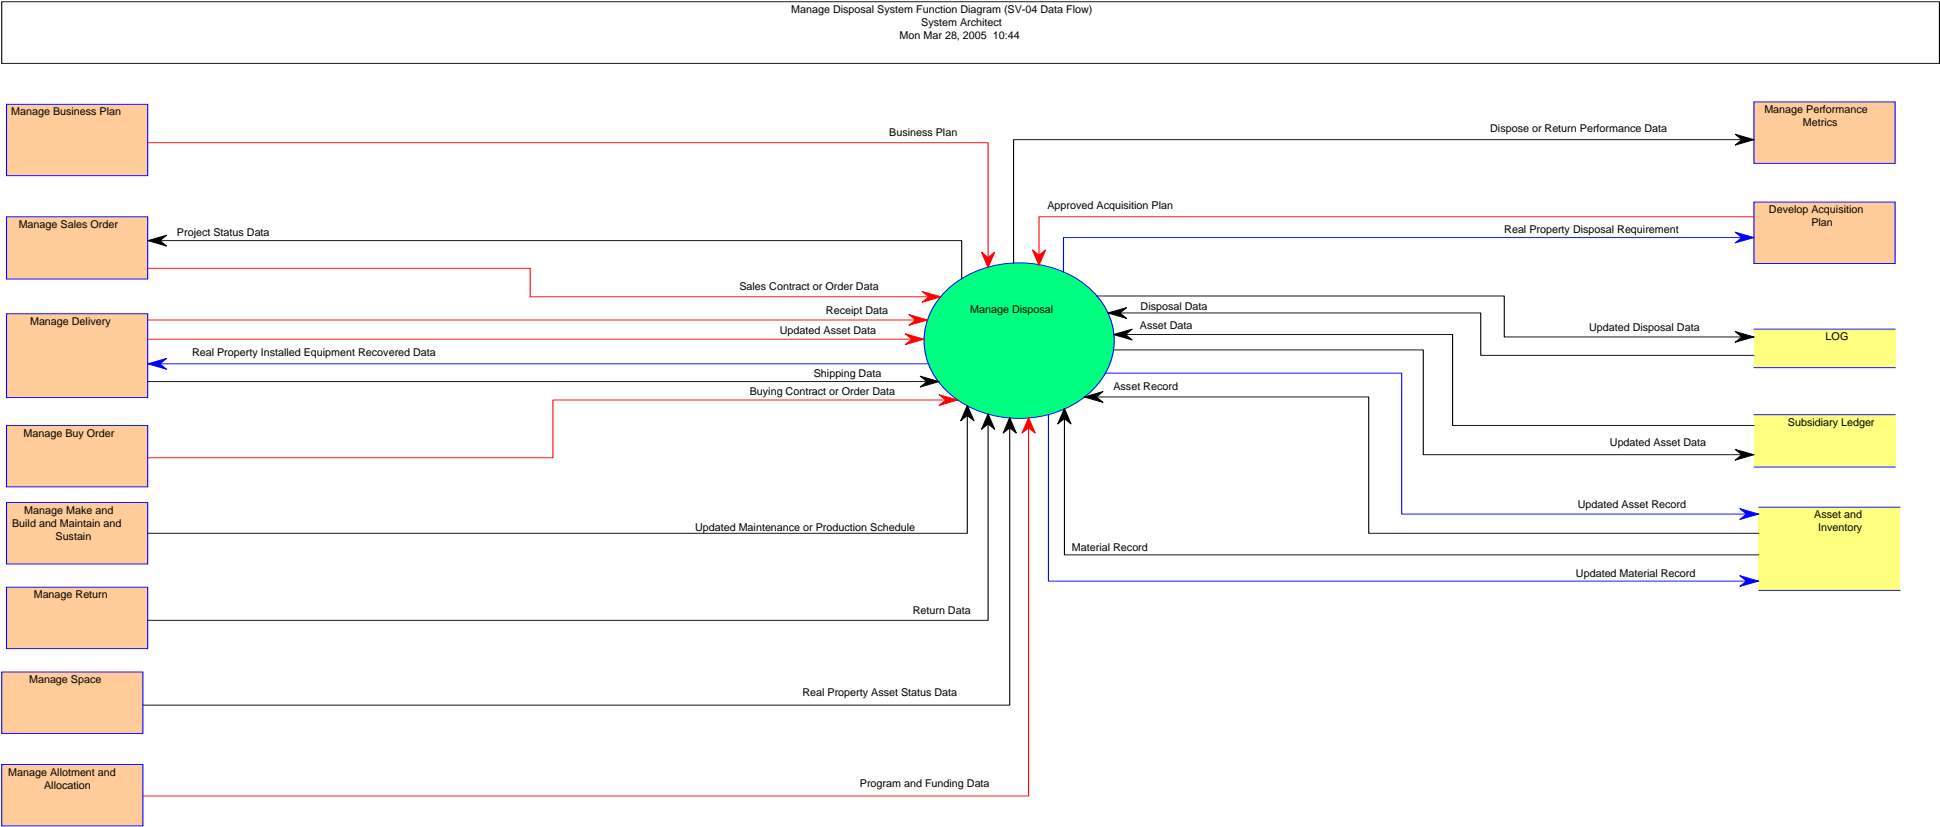 Manage Disposal System Function Diagram (SV-04 Data Flow)
System Architect
Mon Mar 28, 2005  10:44
Manage Business Plan
Business Plan
Manage Sales Order
Project Status Data
Sales Contract or Order Data
Manage Delivery
Receipt Data
Updated Asset Data
Real Property Installed Equipment Recovered Data
Shipping Data
Buying Contract or Order Data
Manage Buy Order
Manage Make and
Build and Maintain and
Sustain
Updated Maintenance or Production Schedule
Manage Return
Return Data
Manage Space
Real Property Asset Status Data
Manage Allotment and
Allocation
Program and Funding Data
Manage Disposal
Dispose or Return Performance Data
Manage Performance
Metrics
Approved Acquisition Plan
Real Property Disposal Requirement
Develop Acquisition
Plan
Disposal Data
Asset Data
Updated Disposal Data
LOG
Asset Record
Subsidiary Ledger
Updated Asset Data
Updated Asset Record
Asset and
Inventory
Material Record
Updated Material Record